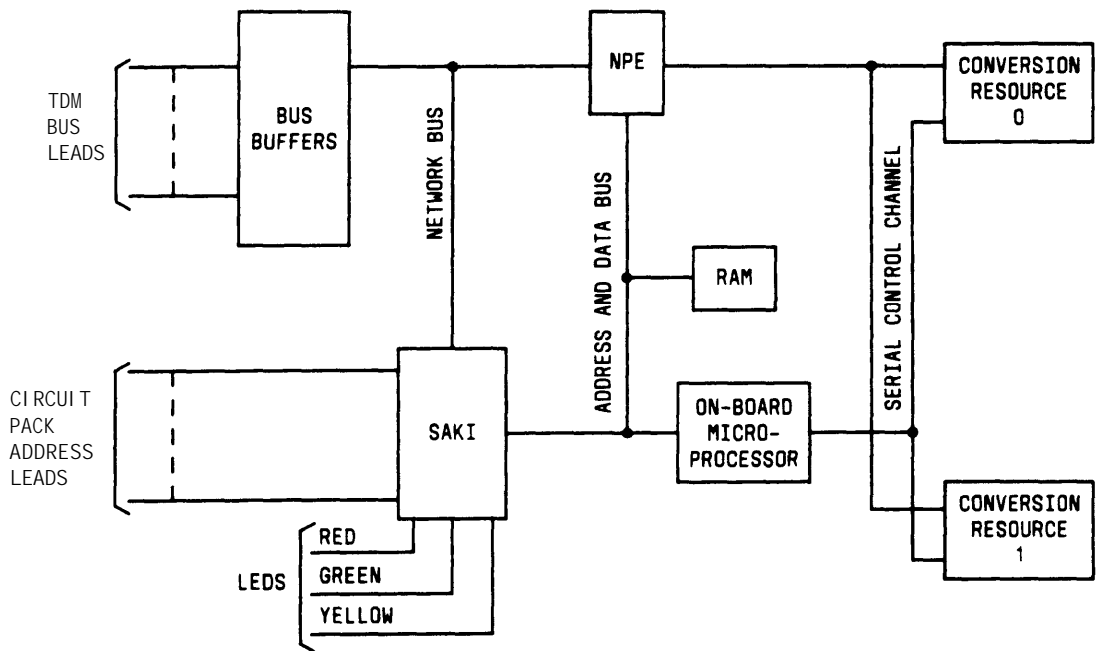 TDM
BUS
LEADS
BUS
BUFFERS
NETWORK BUS
NPE
ADDRESS AND DATA BUS
RAM
CONVERSION
RESOURCE
0
SERIAL CONTROL CHANNEL
CIRCUIT
PACK
ADDRESS
LEADS
SAKI
ON-BOARD
MICRO-
PROCESSOR
CONVERSION
RESOURCE
1
LEDS
RED
GREEN
YELLOW